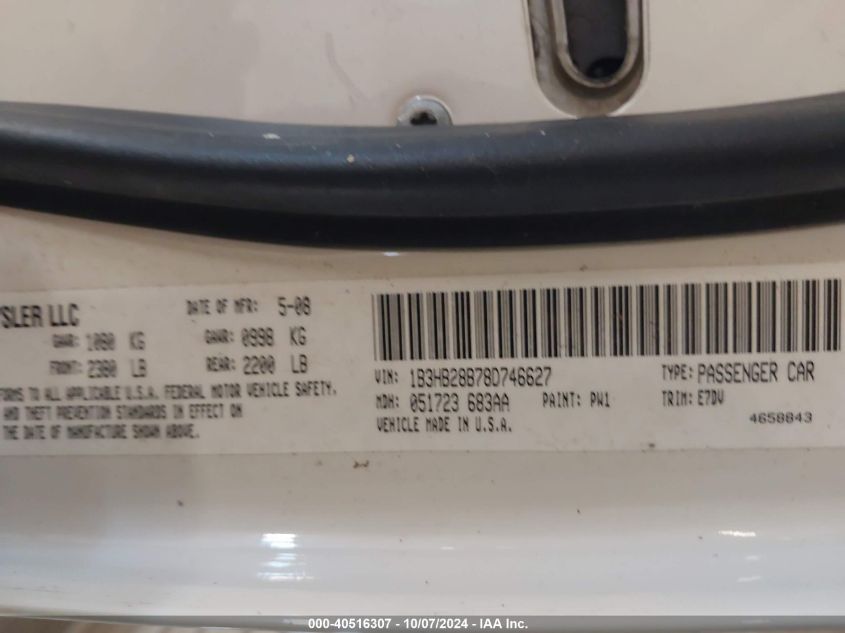 SLER LLC
DATE OF MFR: 5-08
GAWR: 1080 KG
GAWR: 0998 KG
FRONT: 2380 LB
REAR: 2200 LB
FORMS TO ALL APPLICABLE U.S.A. FEDERAL MOTOR VEHICLE SAFETY,
AND THEFT PREVENTION STANDARDS IN EFFECT ON
THE DATE OF MANUFACTURE SHOWN ABOVE.
VIN: 1B3HB28B78D746627
TYPE: PASSENGER CAR
MDH: 051723 683AA
PAINT: PW1
TRIM: E7DV
VEHICLE MADE IN U.S.A.
4658843
000-40516307 - 10/07/2024 - IAA Inc.